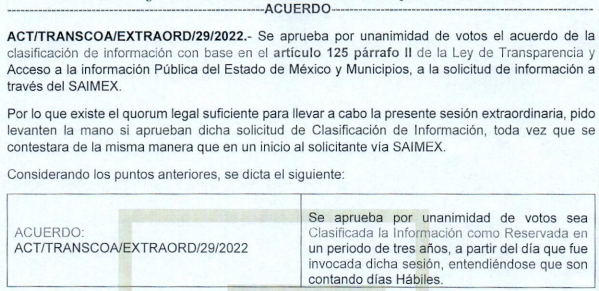 ACUERDO
ACT/TRANSCOA/EXTRAORD/29/2022.- Se aprueba por unanimidad de votos el acuerdo de la
clasificación de información con base en el artículo 125 párrafo II de la Ley de Transparencia y
Acceso a la información Pública del Estado de México y Municipios, a la solicitud de información a
través del SAIMEX.
Por lo que existe el quorum legal suficiente para llevar a cabo la presente sesión extraordinaria, pido
levanten la mano si aprueban dicha solicitud de Clasificación de Información, toda vez que se
contestara de la misma manera que en un inicio al solicitante vía SAIMEX.
Considerando los puntos anteriores, se dicta el siguiente:
ACUERDO:
ACT/TRANSCOA/EXTRAORD/29/2022
Se aprueba por unanimidad de votos sea
Clasificada la Información como Reservada en
un periodo de tres años, a partir del día que fue
invocada dicha sesión, entendiéndose que son
contando días Hábiles.